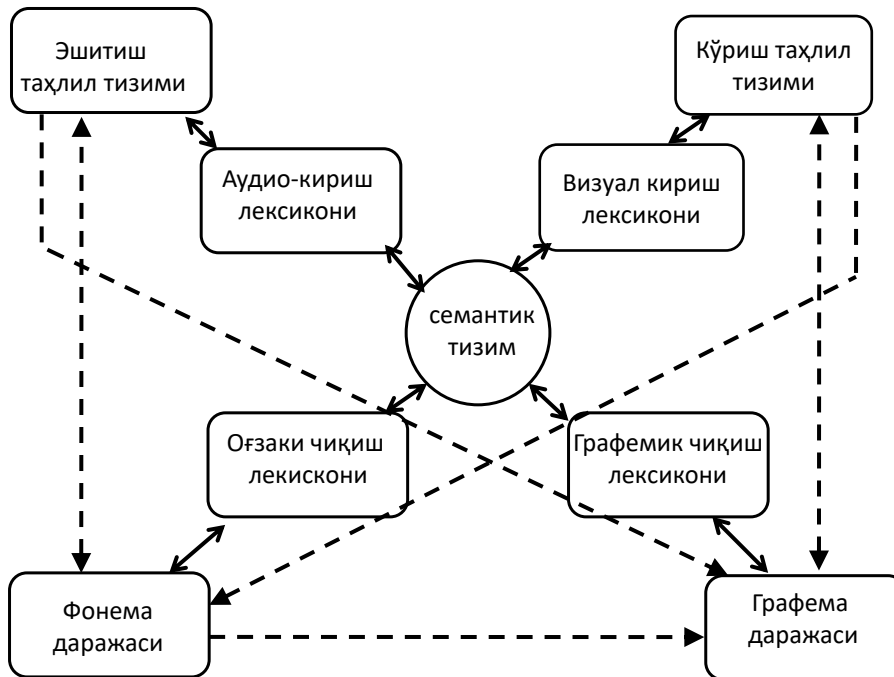 Эшитиш
таҳлил тизими
Кўриш таҳлил
тизими
Аудио-кириш
лексикони
Визуал кириш
лексикони
семантик
тизим
Оғзаки чиқиш
лекискони
Графемик чиқиш
лексикони
Фонема
даражаси
Графема
даражаси